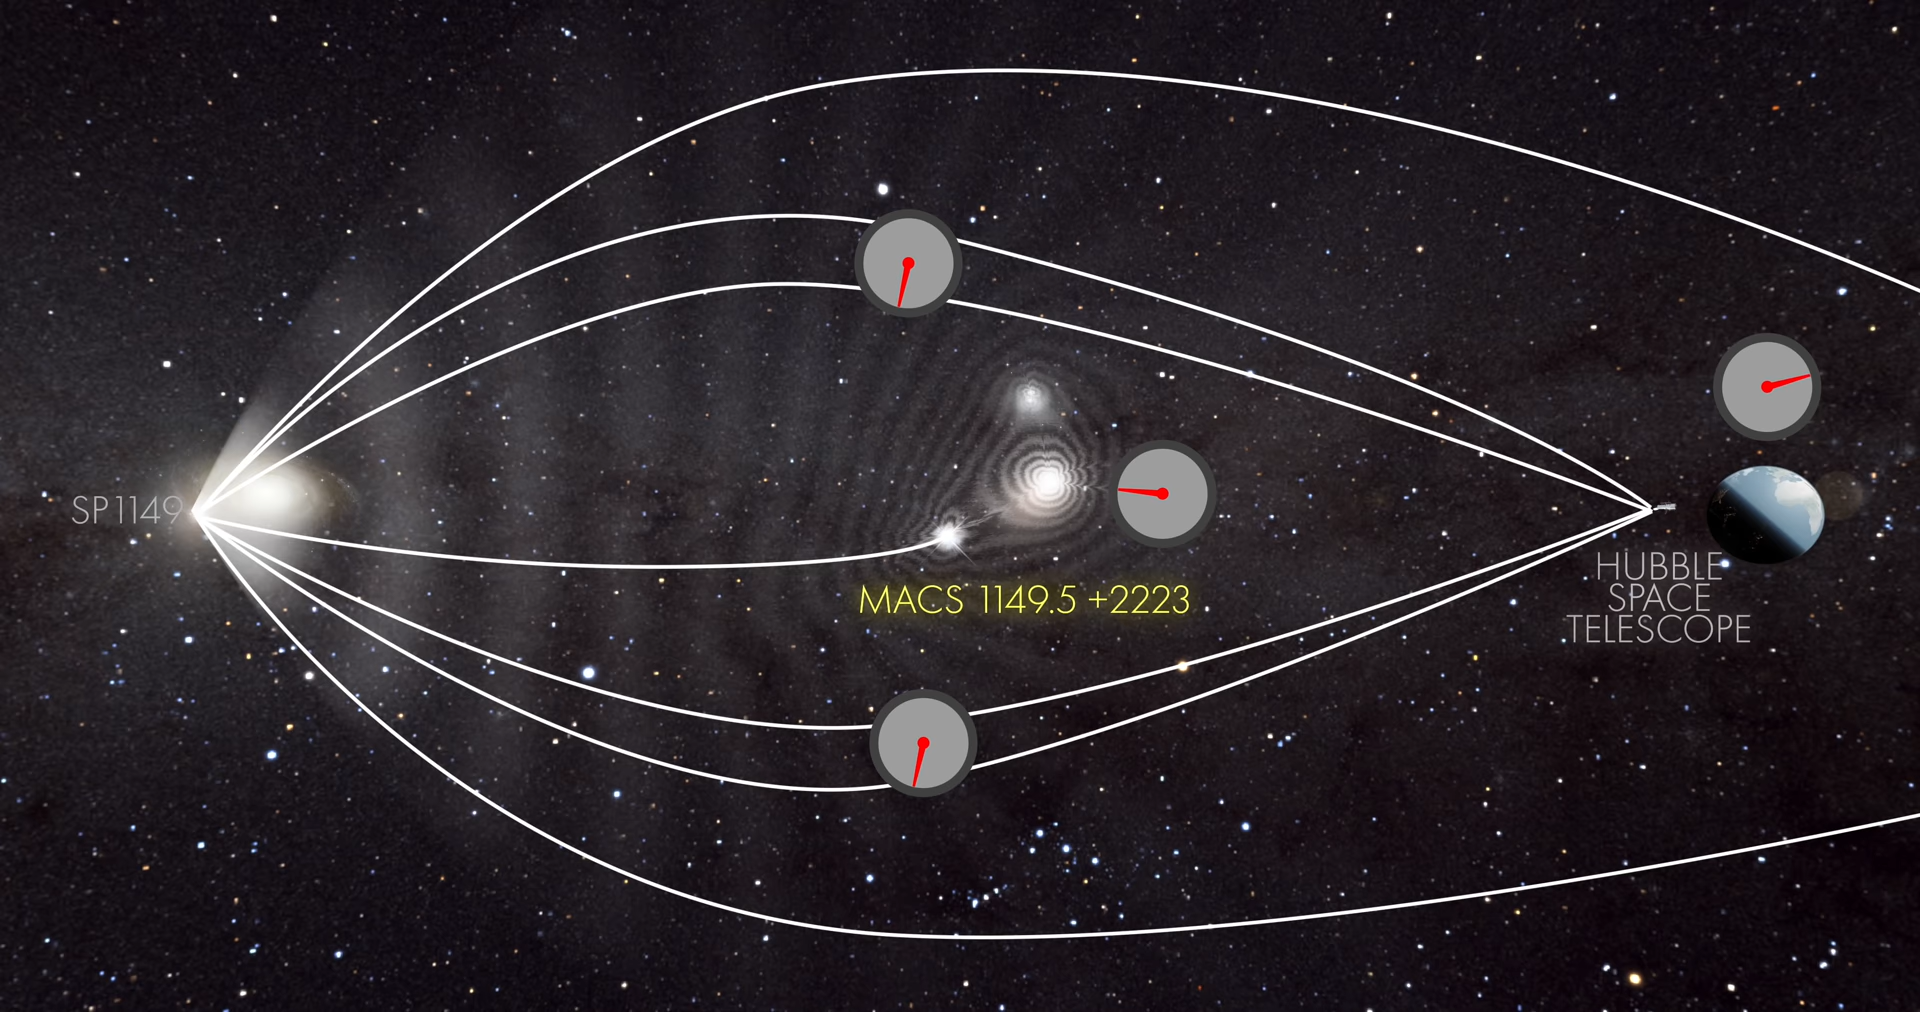 SP1149
MACS 1149.5 +2223
HUBBLE
SPACE
TELESCOPE